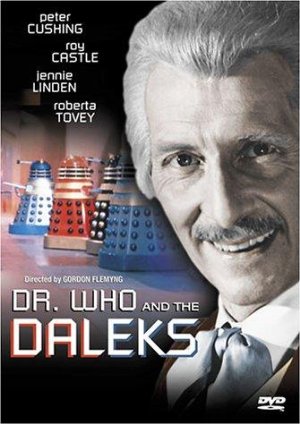 peter
CUSHING
roy
CASTLE
jennie
LINDEN
roberta
TOVEY
Directed by GORDON FLEMYNG
DR. WHO AND THE
DALEKS
DVD